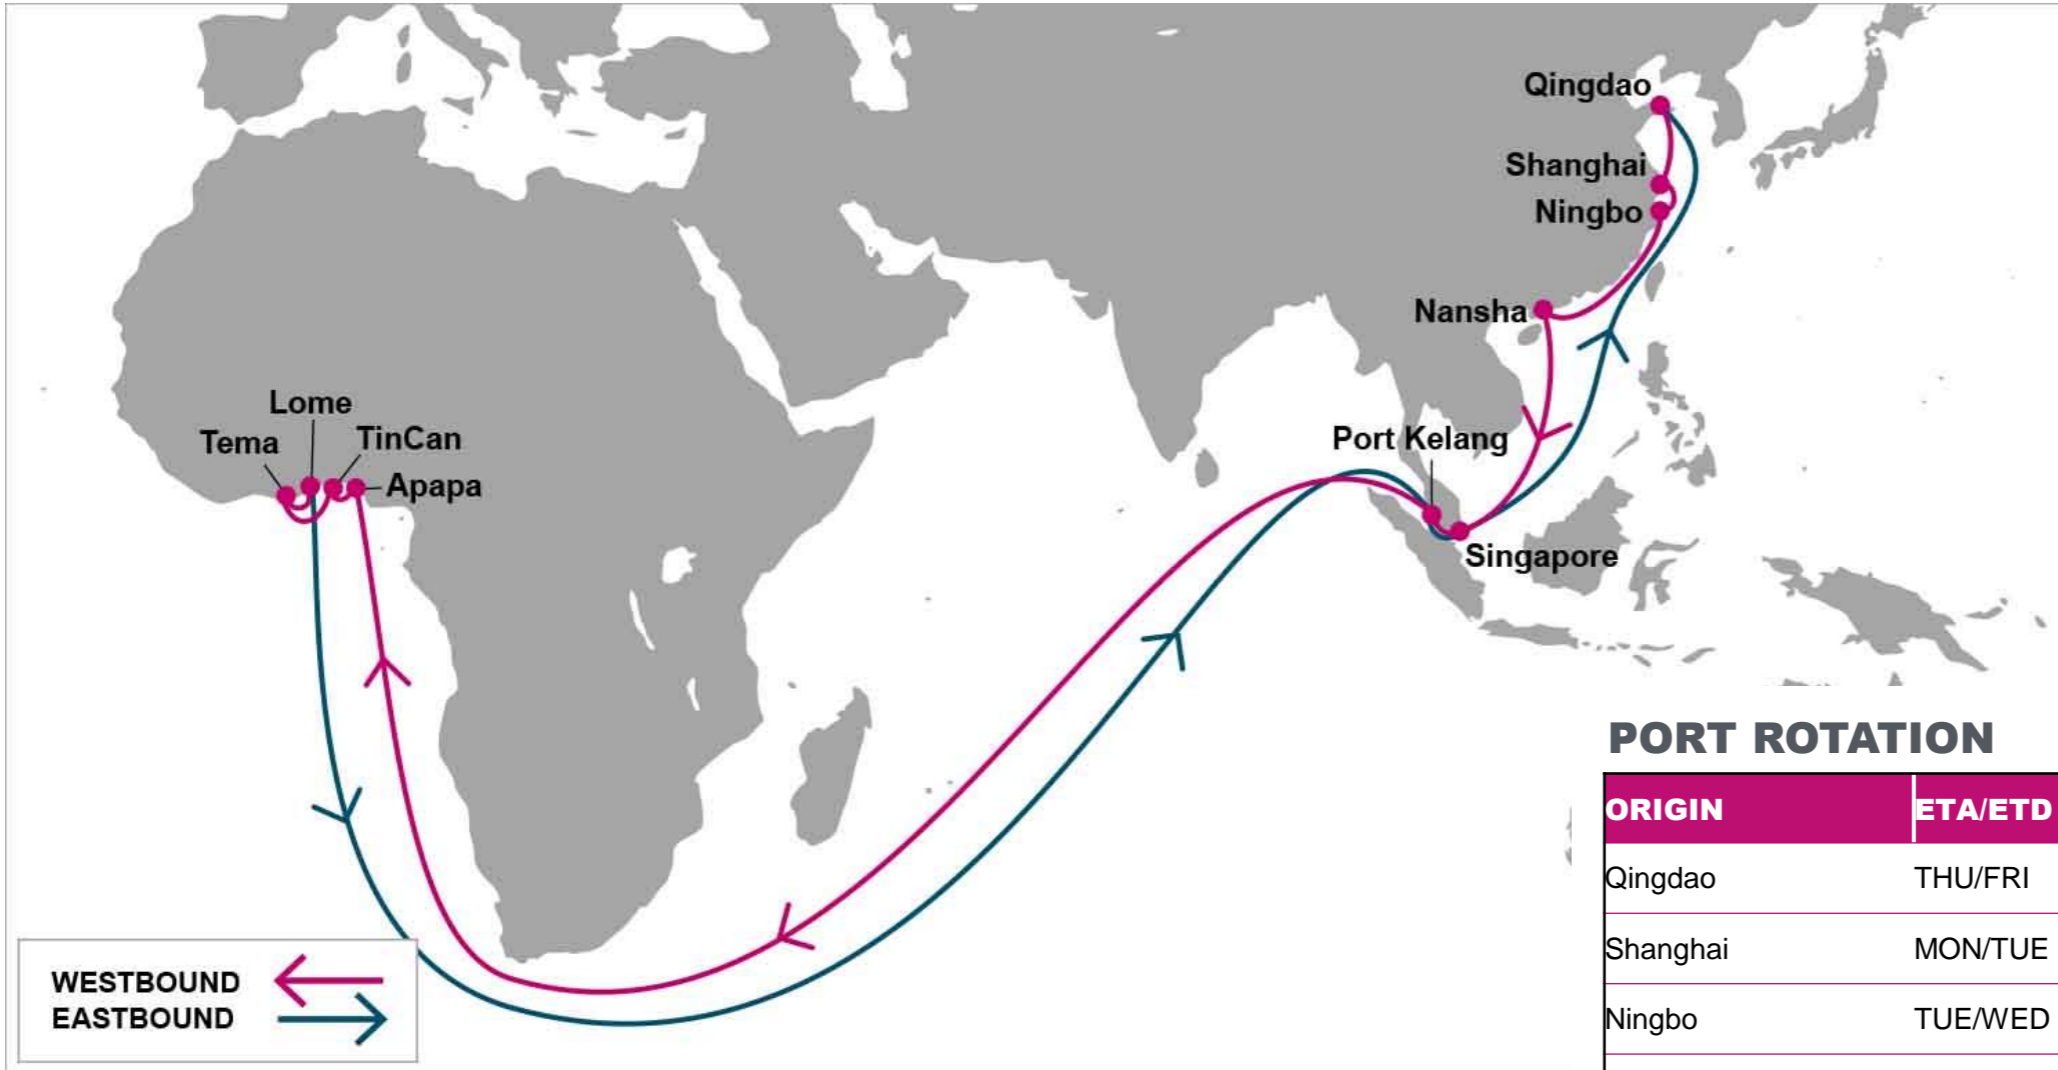 Qingdao
Shanghai
Ningbo
Nansha
Lome
Tema
TinCan
Port Kelang
Apapa
Singapore
PORT ROTATION
ORIGIN ETA/ETD
Qingdao THU/FRI
Shanghai MON/TUE
Ningbo TUE/WED
WESTBOUND
EASTBOUND